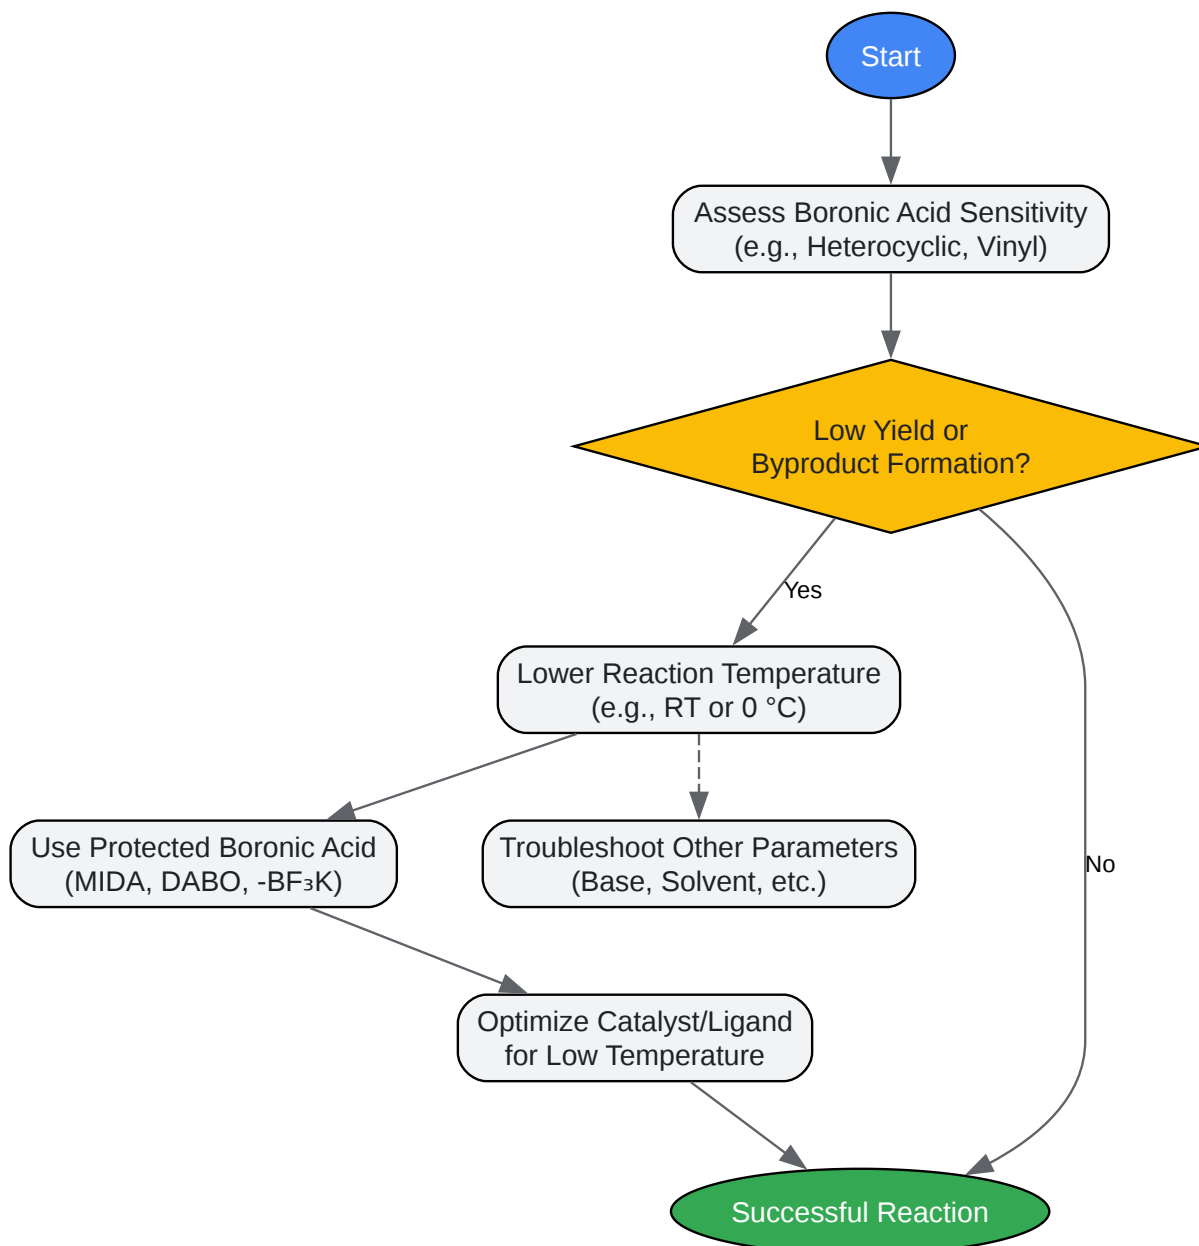 Start
Assess Boronic Acid Sensitivity
(e.g., Heterocyclic, Vinyl)
Low Yield or
Byproduct Formation?
Yes
Lower Reaction Temperature
(e.g., RT or 0 °C)
Use Protected Boronic Acid
(MIDA, DABO, -BF₃K)
Troubleshoot Other Parameters
(Base, Solvent, etc.)
No
Optimize Catalyst/Ligand
for Low Temperature
Successful Reaction